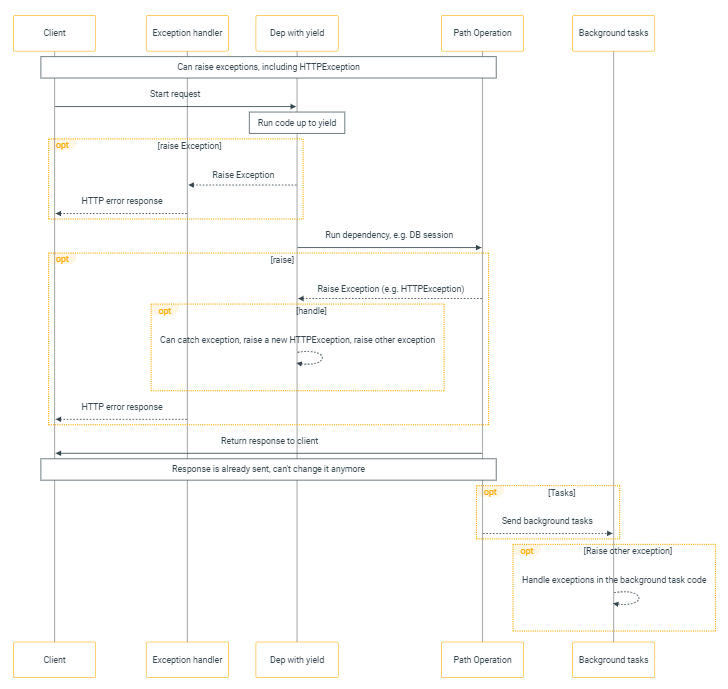 Client
Exception handler
Dep with yield
Path Operation
Background tasks
Can raise exceptions, including HTTPException
Start request
Run code up to yield
opt
[raise Exception]
Raise Exception
HTTP error response
Run dependency, e.g. DB session
opt
[raise]
Raise Exception (e.g. HTTPException)
opt
[handle]
Can catch exception, raise a new HTTPException, raise other exception
HTTP error response
Return response to client
Response is already sent, can't change it anymore
opt
[Tasks]
Send background tasks
opt
[Raise other exception]
Handle exceptions in the background task code
Client
Exception handler
Dep with yield
Path Operation
Background tasks